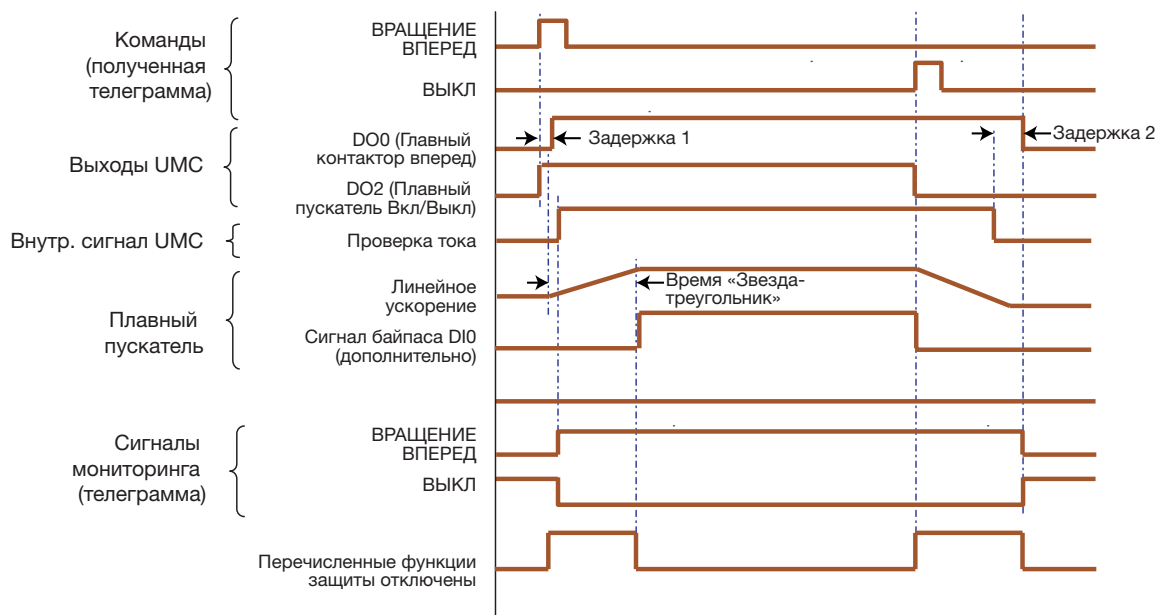 Команды
(полученная
телеграмма)
ВРАЩЕНИЕ
ВПЕРЕД
ВЫКЛ
Выходы UMC
DO0 (Главный
контактор вперед)
Задержка 1
Задержка 2
DO2 (Плавный
пускатель Вкл/Выкл)
Внутр. сигнал UMC
Проверка тока
Плавный
пускатель
Линейное
ускорение
Время «Звезда-
треугольник»
Сигнал байпаса DI0
(дополнительно)
Сигналы
мониторинга
(телеграмма)
ВРАЩЕНИЕ
ВПЕРЕД
ВЫКЛ
Перечисленные функции
защиты отключены